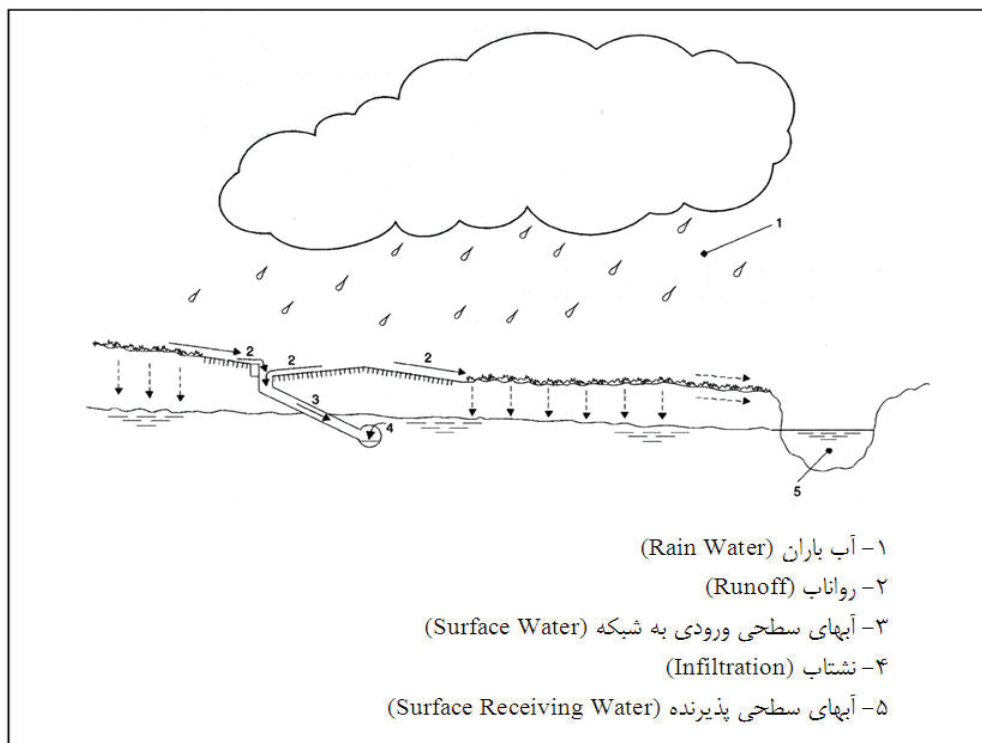 1
2
2
2
3
4
5
۱- آب باران (Rain Water)
۲- رواناب (Runoff)
۳- آبهای سطحی ورودی به شبکه (Surface Water)
۴- نشتاب (Infiltration)
۵- آبهای سطحی پذیرنده (Surface Receiving Water)